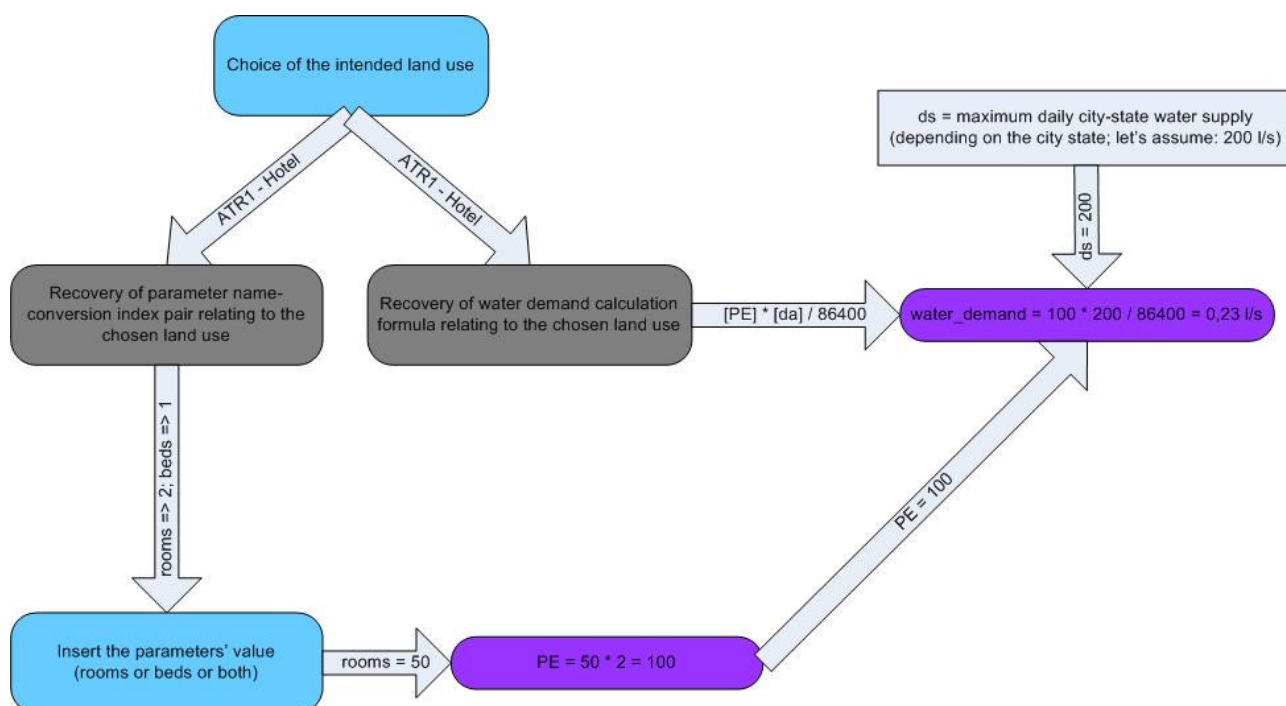 Choice of the intended land use
ds = maximum daily city-state water supply
(depending on the city state; let's assume: 200 l/s)
ATR1 - Hotel
ATR1 - Hotel
ds = 200
Recovery of parameter name-
conversion index pair relating to the
chosen land use
Recovery of water demand calculation
formula relating to the chosen land use
[PE] * [da] / 86400
water_demand = 100 * 200 / 86400 = 0,23 l/s
rooms => 2; beds => 1
PE = 100
Insert the parameters' value
(rooms or beds or both)
rooms = 50
PE = 50 * 2 = 100